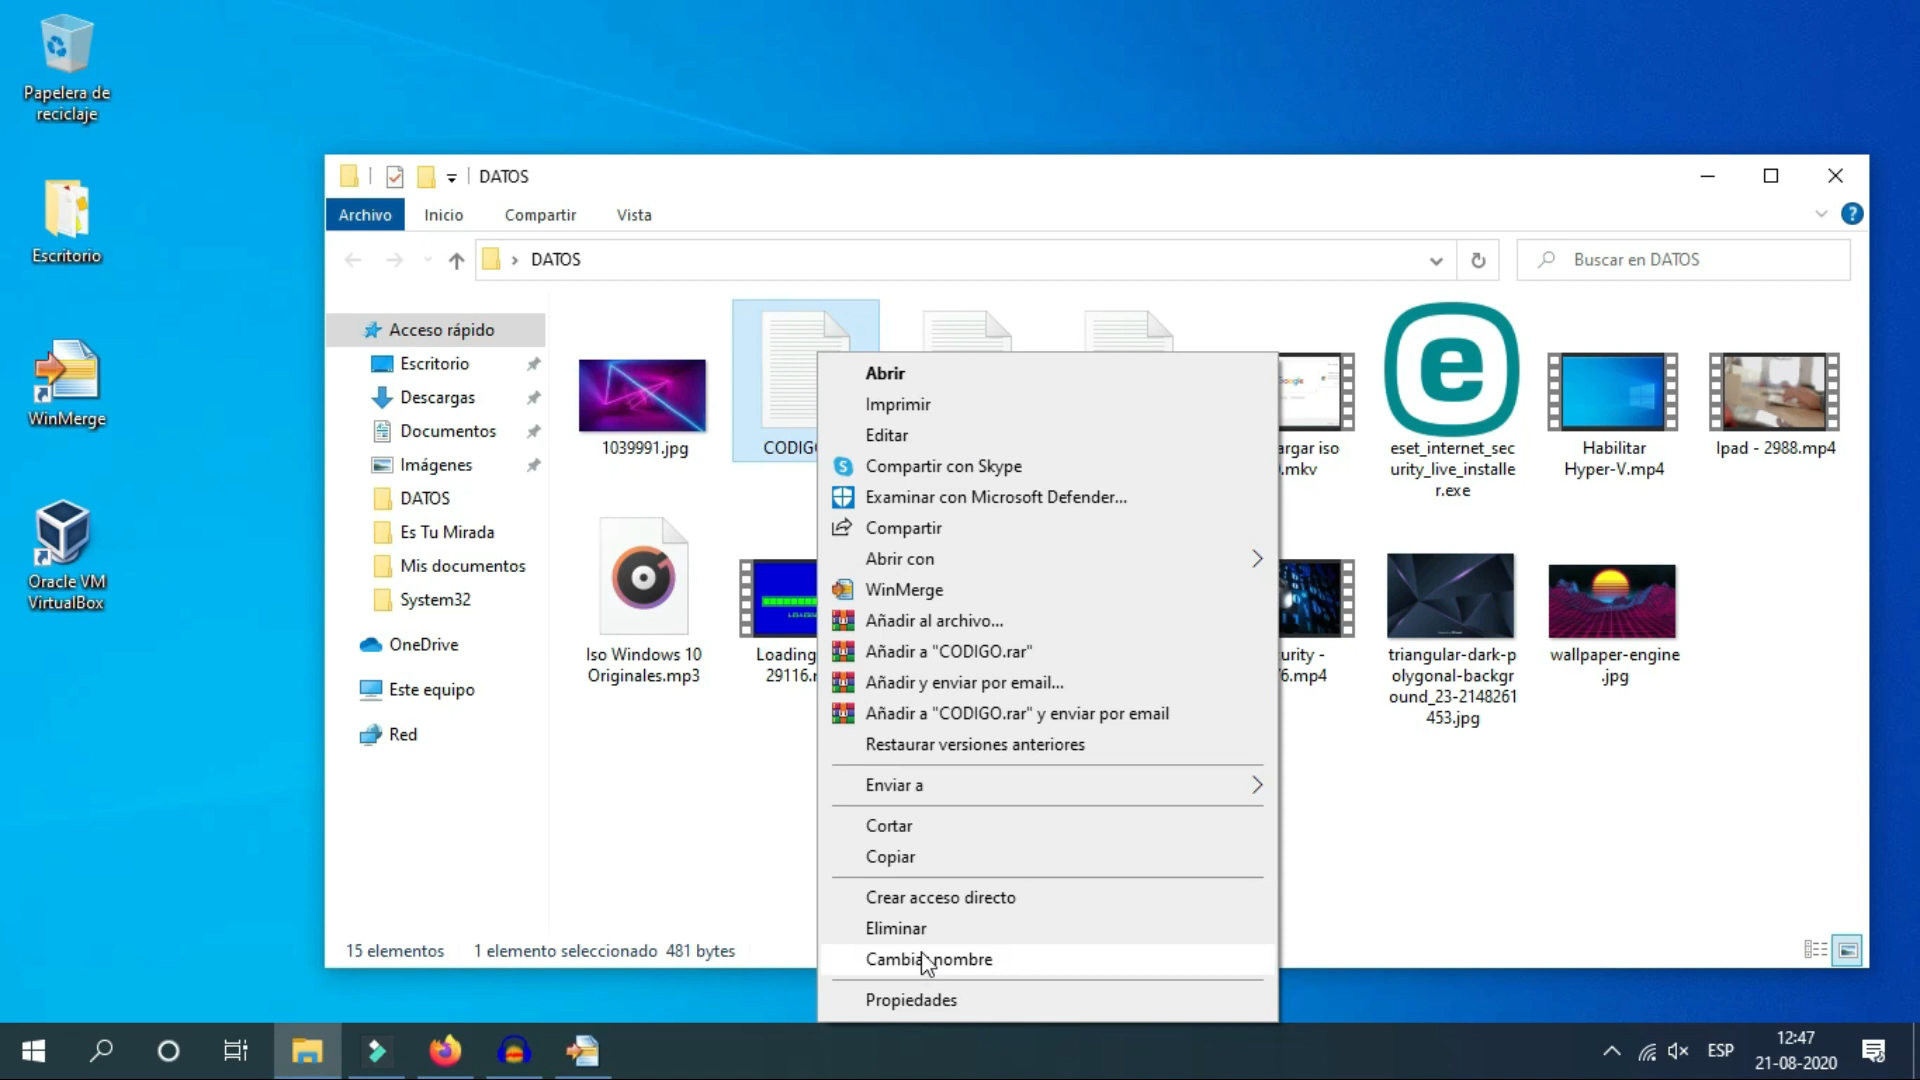 Papelera de
reciclaje
Escritorio
WinMerge
Oracle VM
VirtualBox
DATOS
Archivo
Inicio
Compartir
Vista
DATOS
Buscar en DATOS
Acceso rápido
Escritorio
Descargas
Documentos
Imágenes
DATOS
Es Tu Mirada
Mis documentos
System32
OneDrive
Este equipo
Red
1039991.jpg
eset_internet_sec
urity_live_installe
r.exe
Habilitar
Hyper-V.mp4
Ipad - 2988.mp4
Iso Windows 10
Originales.mp3
Loading
29116.
triangular-dark-p
olygonal-backgr
ound_23-2148261
453.jpg
wallpaper-engine
.jpg
iso
.mkv
Abrir
Imprimir
Editar
Compartir con Skype
Examinar con Microsoft Defender...
Compartir
Abrir con
WinMerge
Añadir al archivo...
Añadir a "CODIGO.rar"
Añadir y enviar por email...
Añadir a "CODIGO.rar" y enviar por email
Restaurar versiones anteriores
Enviar a
Cortar
Copiar
Crear acceso directo
Eliminar
Cambiar nombre
Propiedades
15 elementos
1 elemento seleccionado 481 bytes
ESP
12:47
21-08-2020